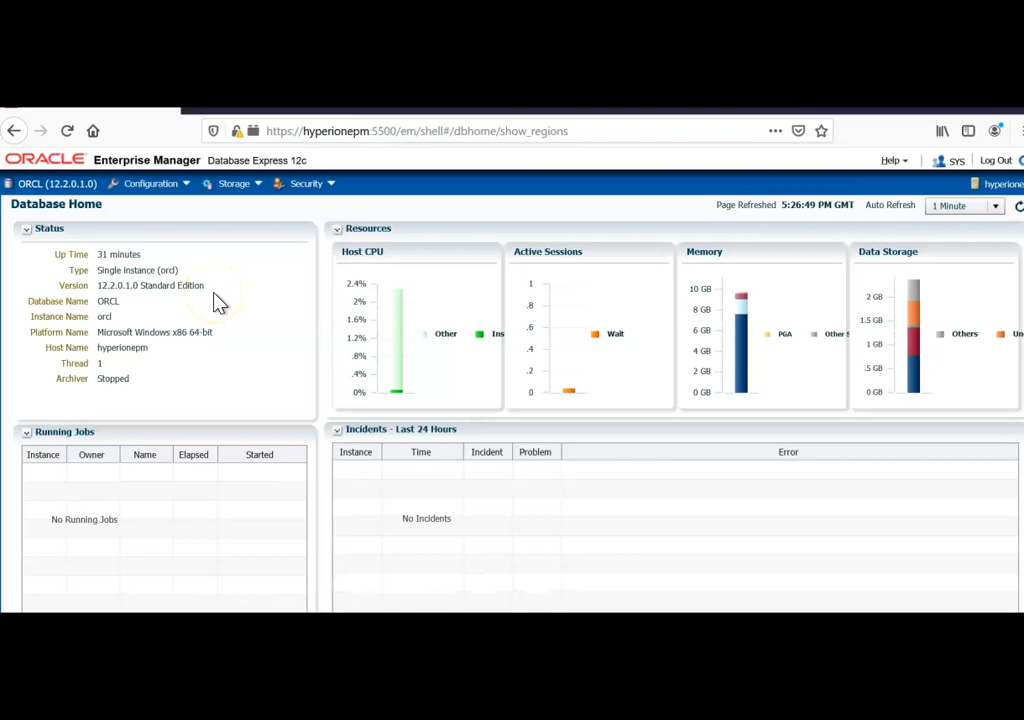 https://hyperionepm:5500/em/shell#/dbhome/show_regions
ORACLE Enterprise Manager Database Express 12c
Help SYS Log Out
ORCL (12.2.0.1.0) Configuration Storage Security hyperione
Database Home
Page Refreshed 5:26:49 PM GMT Auto Refresh 1 Minute
Status
Up Time 31 minutes
Type Single instance (orcl)
Version 12.2.0.1.0 Standard Edition
Database Name ORCL
Instance Name orcl
Platform Name Microsoft Windows x86 64-bit
Host Name hyperionepm
Thread 1
Archiver Stopped
Resources
Host CPU
2.4%
2%
1.6%
1.2%
.8%
.4%
0%
Other Ins
Active Sessions
1
.8
.6
.4
.2
0
Wait
Memory
10 GB
8 GB
6 GB
4 GB
2 GB
0 GB
PGA Other S
Data Storage
2 GB
1.5 GB
1 GB
.5 GB
0 GB
Others Un
Running Jobs
Instance Owner Name Elapsed Started
No Running Jobs
Incidents - Last 24 Hours
Instance Time Incident Problem Error
No Incidents